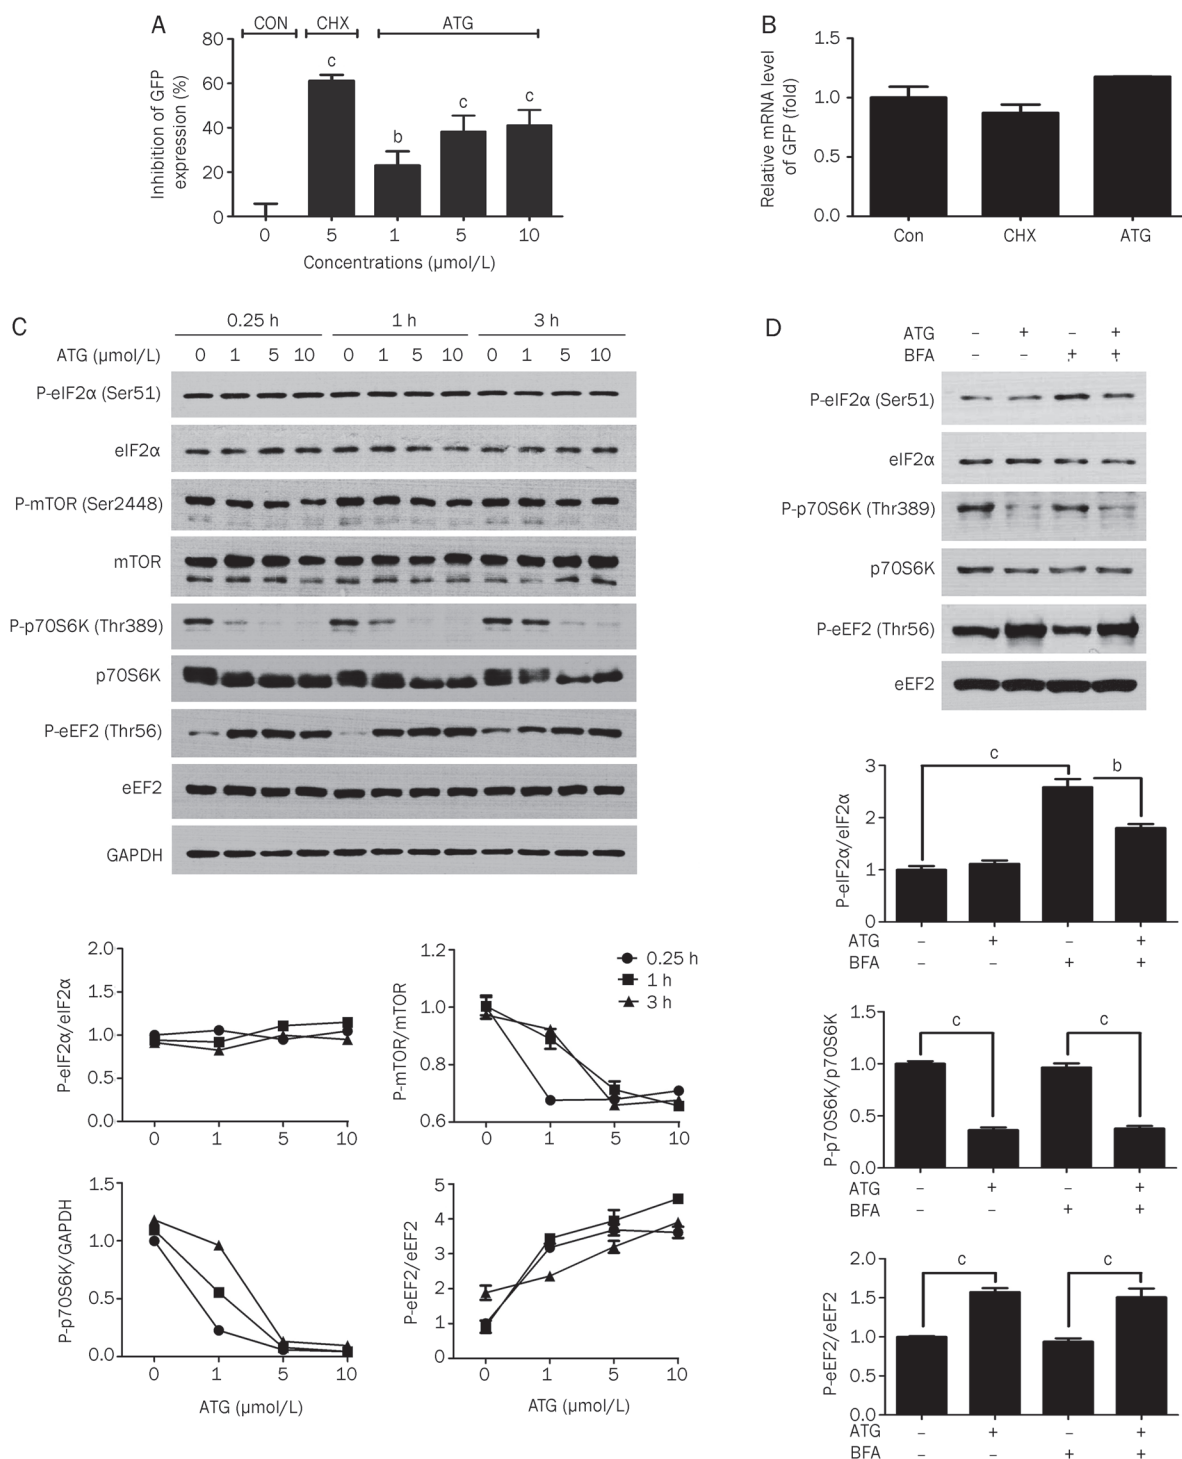 A
CON CHX ATG
Inhibition of GFP
expression (%)
80
60
40
20
0
c
b
c
c
0 5 1 5 10
Concentrations (µmol/L)
B
Relative mRNA level
of GFP (fold)
1.5
1.0
0.5
0.0
Con CHX ATG
C
0.25 h 1 h 3 h
ATG (µmol/L) 0 1 5 10 0 1 5 10 0 1 5 10
P-eIF2α (Ser51)
eIF2α
P-mTOR (Ser2448)
mTOR
P-p70S6K (Thr389)
p70S6K
P-eEF2 (Thr56)
eEF2
GAPDH
P-eIF2α/eIF2α
2.0
1.5
1.0
0.5
0.0
0 1 5 10
P-mTOR/mTOR
1.2
1.0
0.8
0.6
0 1 5 10
0.25 h
1 h
3 h
P-p70S6K/GAPDH
1.5
1.0
0.5
0.0
0 1 5 10
ATG (µmol/L)
P-eEF2/eEF2
5
4
3
2
1
0
0 1 5 10
ATG (µmol/L)
D
ATG – + – +
BFA – – + +
P-eIF2α (Ser51)
eIF2α
P-p70S6K (Thr389)
p70S6K
P-eEF2 (Thr56)
eEF2
P-eIF2α/eIF2α
3
2
1
0
c b
ATG – + – +
BFA – – + +
P-p70S6K/p70S6K
1.5
1.0
0.5
0.0
c c
ATG – + – +
BFA – – + +
P-eEF2/eEF2
2.0
1.5
1.0
0.5
0.0
c c
ATG – + – +
BFA – – + +